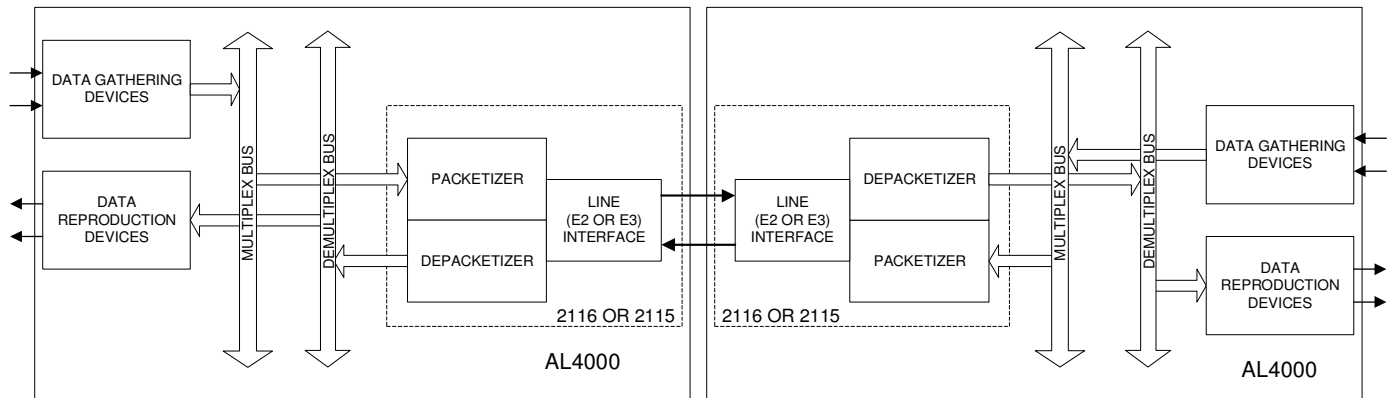 DATA GATHERING
DEVICES
DATA
REPRODUCTION
DEVICES
MULTIPLEX BUS
DEMULTIPLEX BUS
PACKETIZER
DEPACKETIZER
LINE
(E2 OR E3)
INTERFACE
2116 OR 2115
AL4000
LINE
(E2 OR E3)
INTERFACE
DEPACKETIZER
PACKETIZER
2116 OR 2115
MULTIPLEX BUS
DEMULTIPLEX BUS
DATA GATHERING
DEVICES
DATA
REPRODUCTION
DEVICES
AL4000